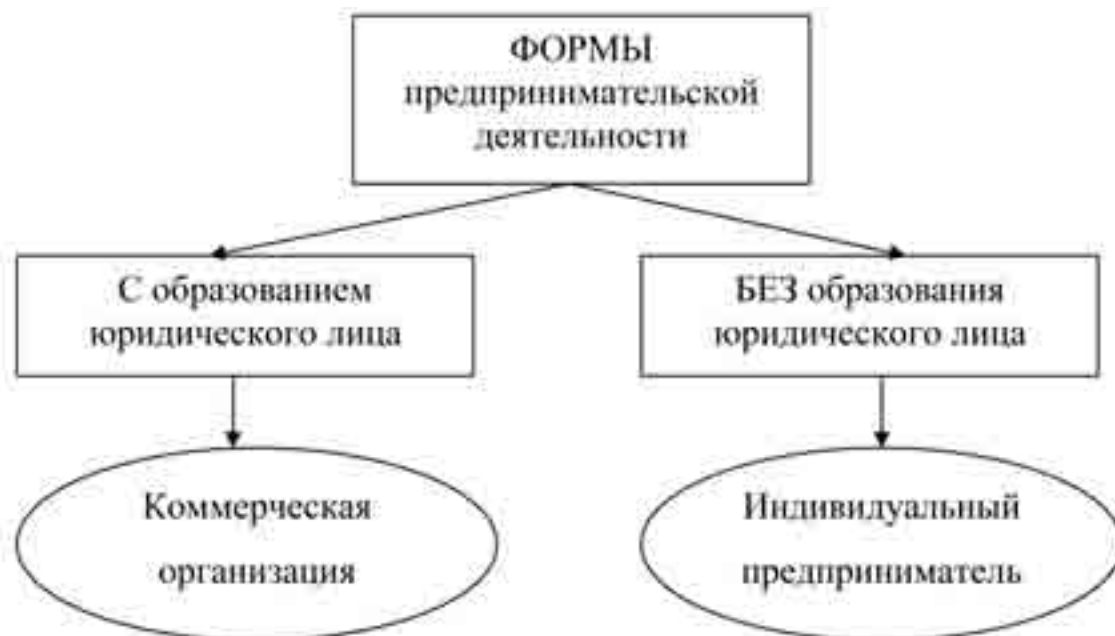 ФОРМЫ
предпринимательской
деятельности
С образованием
юридического лица
БЕЗ образования
юридического лица
Коммерческая
организация
Индивидуальный
предприниматель